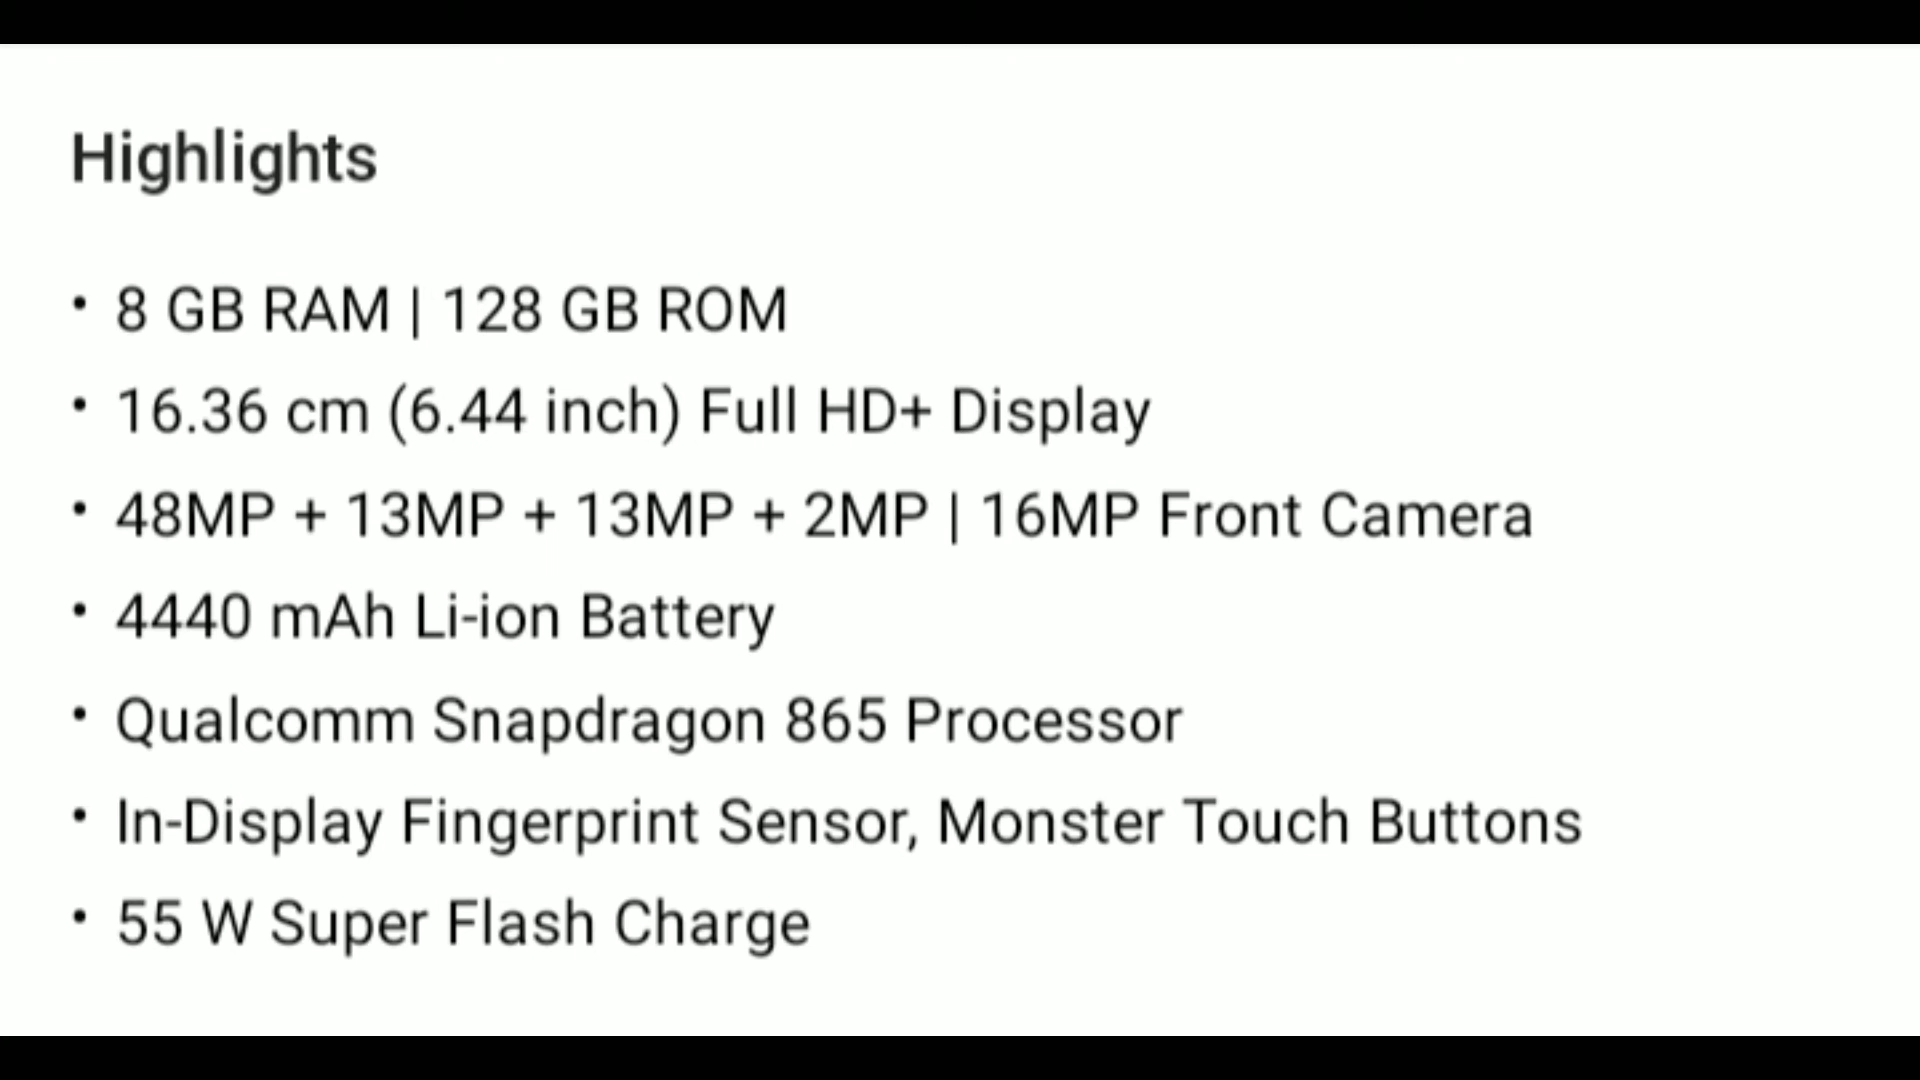 Highlights
• 8 GB RAM | 128 GB ROM
• 16.36 cm (6.44 inch) Full HD+ Display
• 48MP + 13MP + 13MP + 2MP | 16MP Front Camera
• 4440 mAh Li-ion Battery
• Qualcomm Snapdragon 865 Processor
• In-Display Fingerprint Sensor, Monster Touch Buttons
• 55 W Super Flash Charge